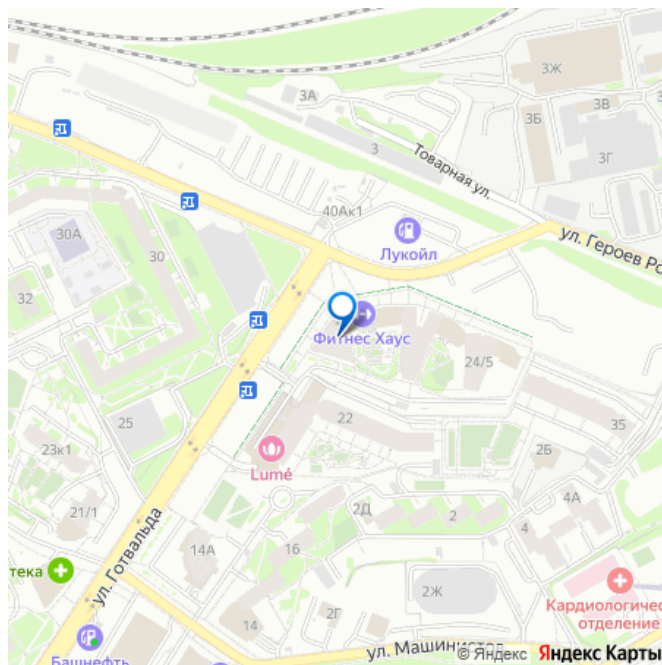 3Ж
3А
3Б
3В
3
3Г
Товарная ул.
40Ак1
30А
30
Лукойл
ул. Героев Ро
32
Фитнес Хаус
24/5
25
22
35
23к1
2Б
Lumé
21/1
2Д
2
4А
4
14А
16
ул. Готвальда
тека
2Ж
Кардиологичес
отделение
14
2Г
Башнефть
ул. Машинистов
© Яндекс Яндекс Карты